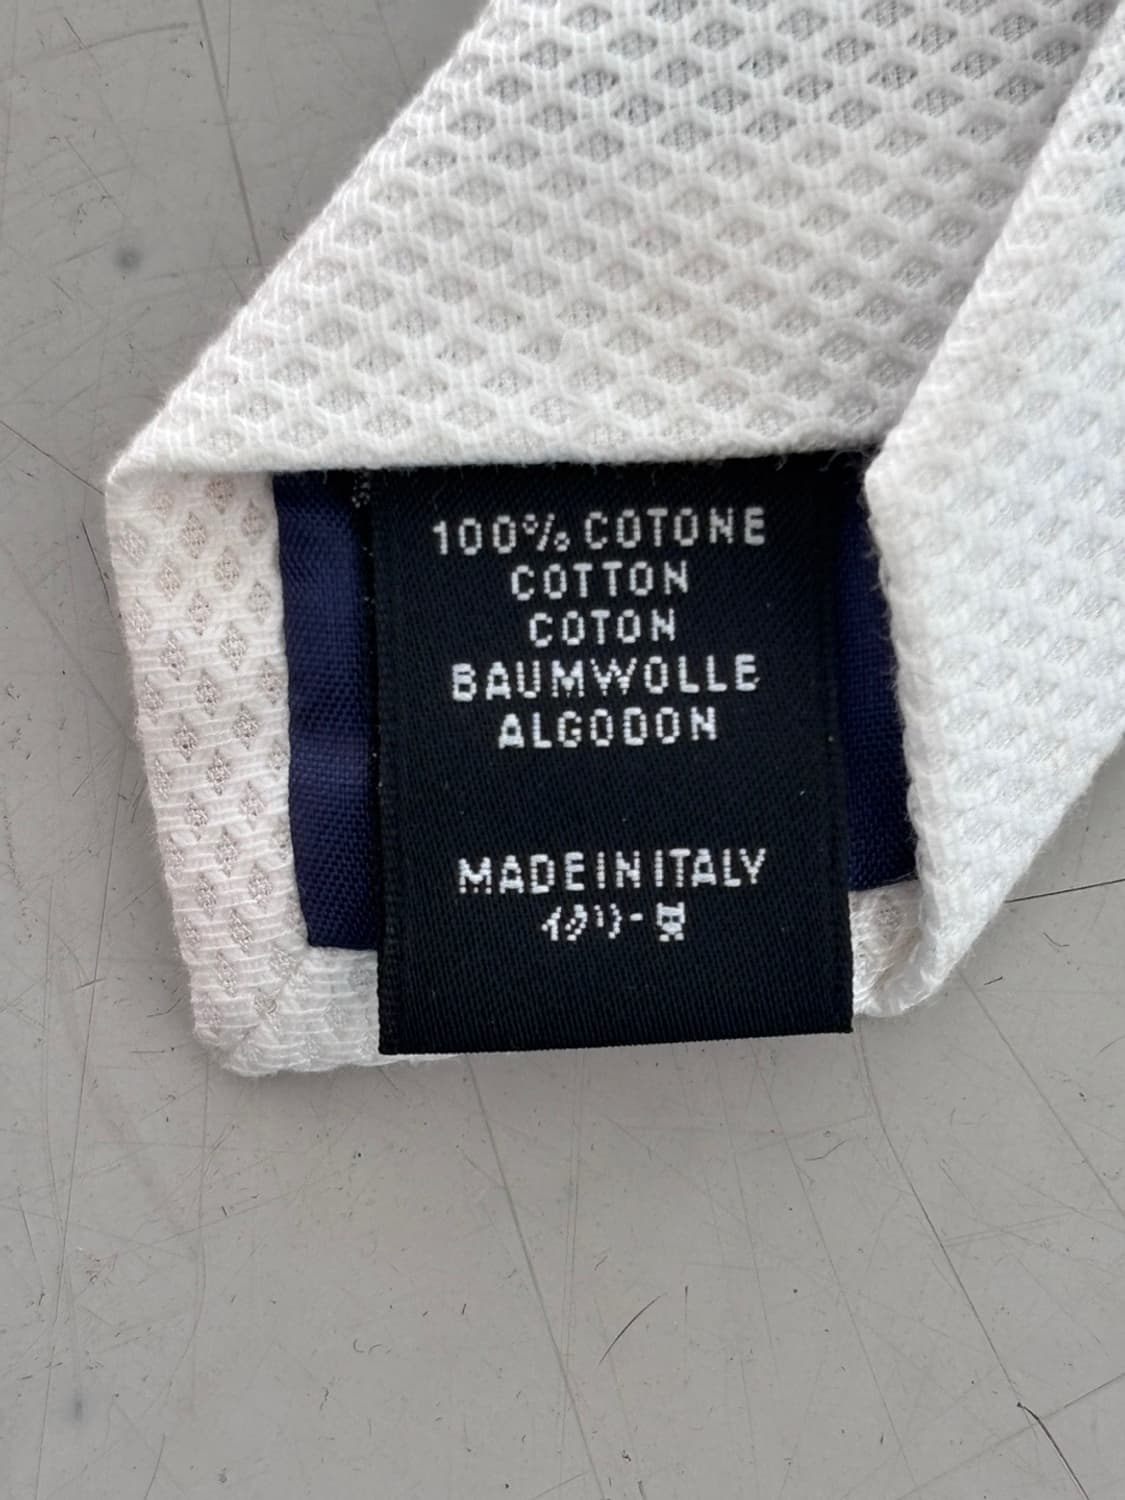 100% COTONE
COTTON
COTON
BAUMWOLLE
ALGODON
MADE IN ITALY
イタリー製